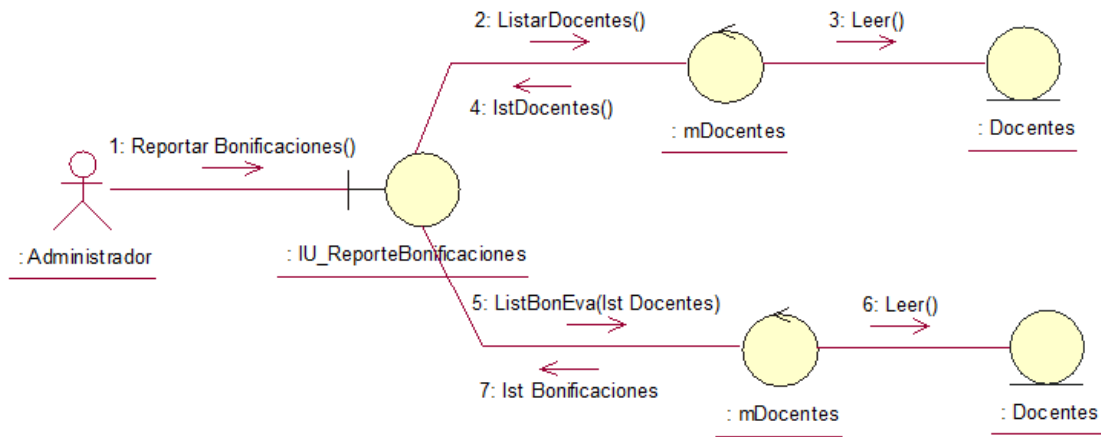 2: ListarDocentes()
3: Leer()
4: lstDocentes()
: mDocentes
: Docentes
1: Reportar Bonificaciones()
: Administrador
: IU_ReporteBonificaciones
5: ListBonEva(lst Docentes)
6: Leer()
7: lst Bonificaciones
: mDocentes
: Docentes